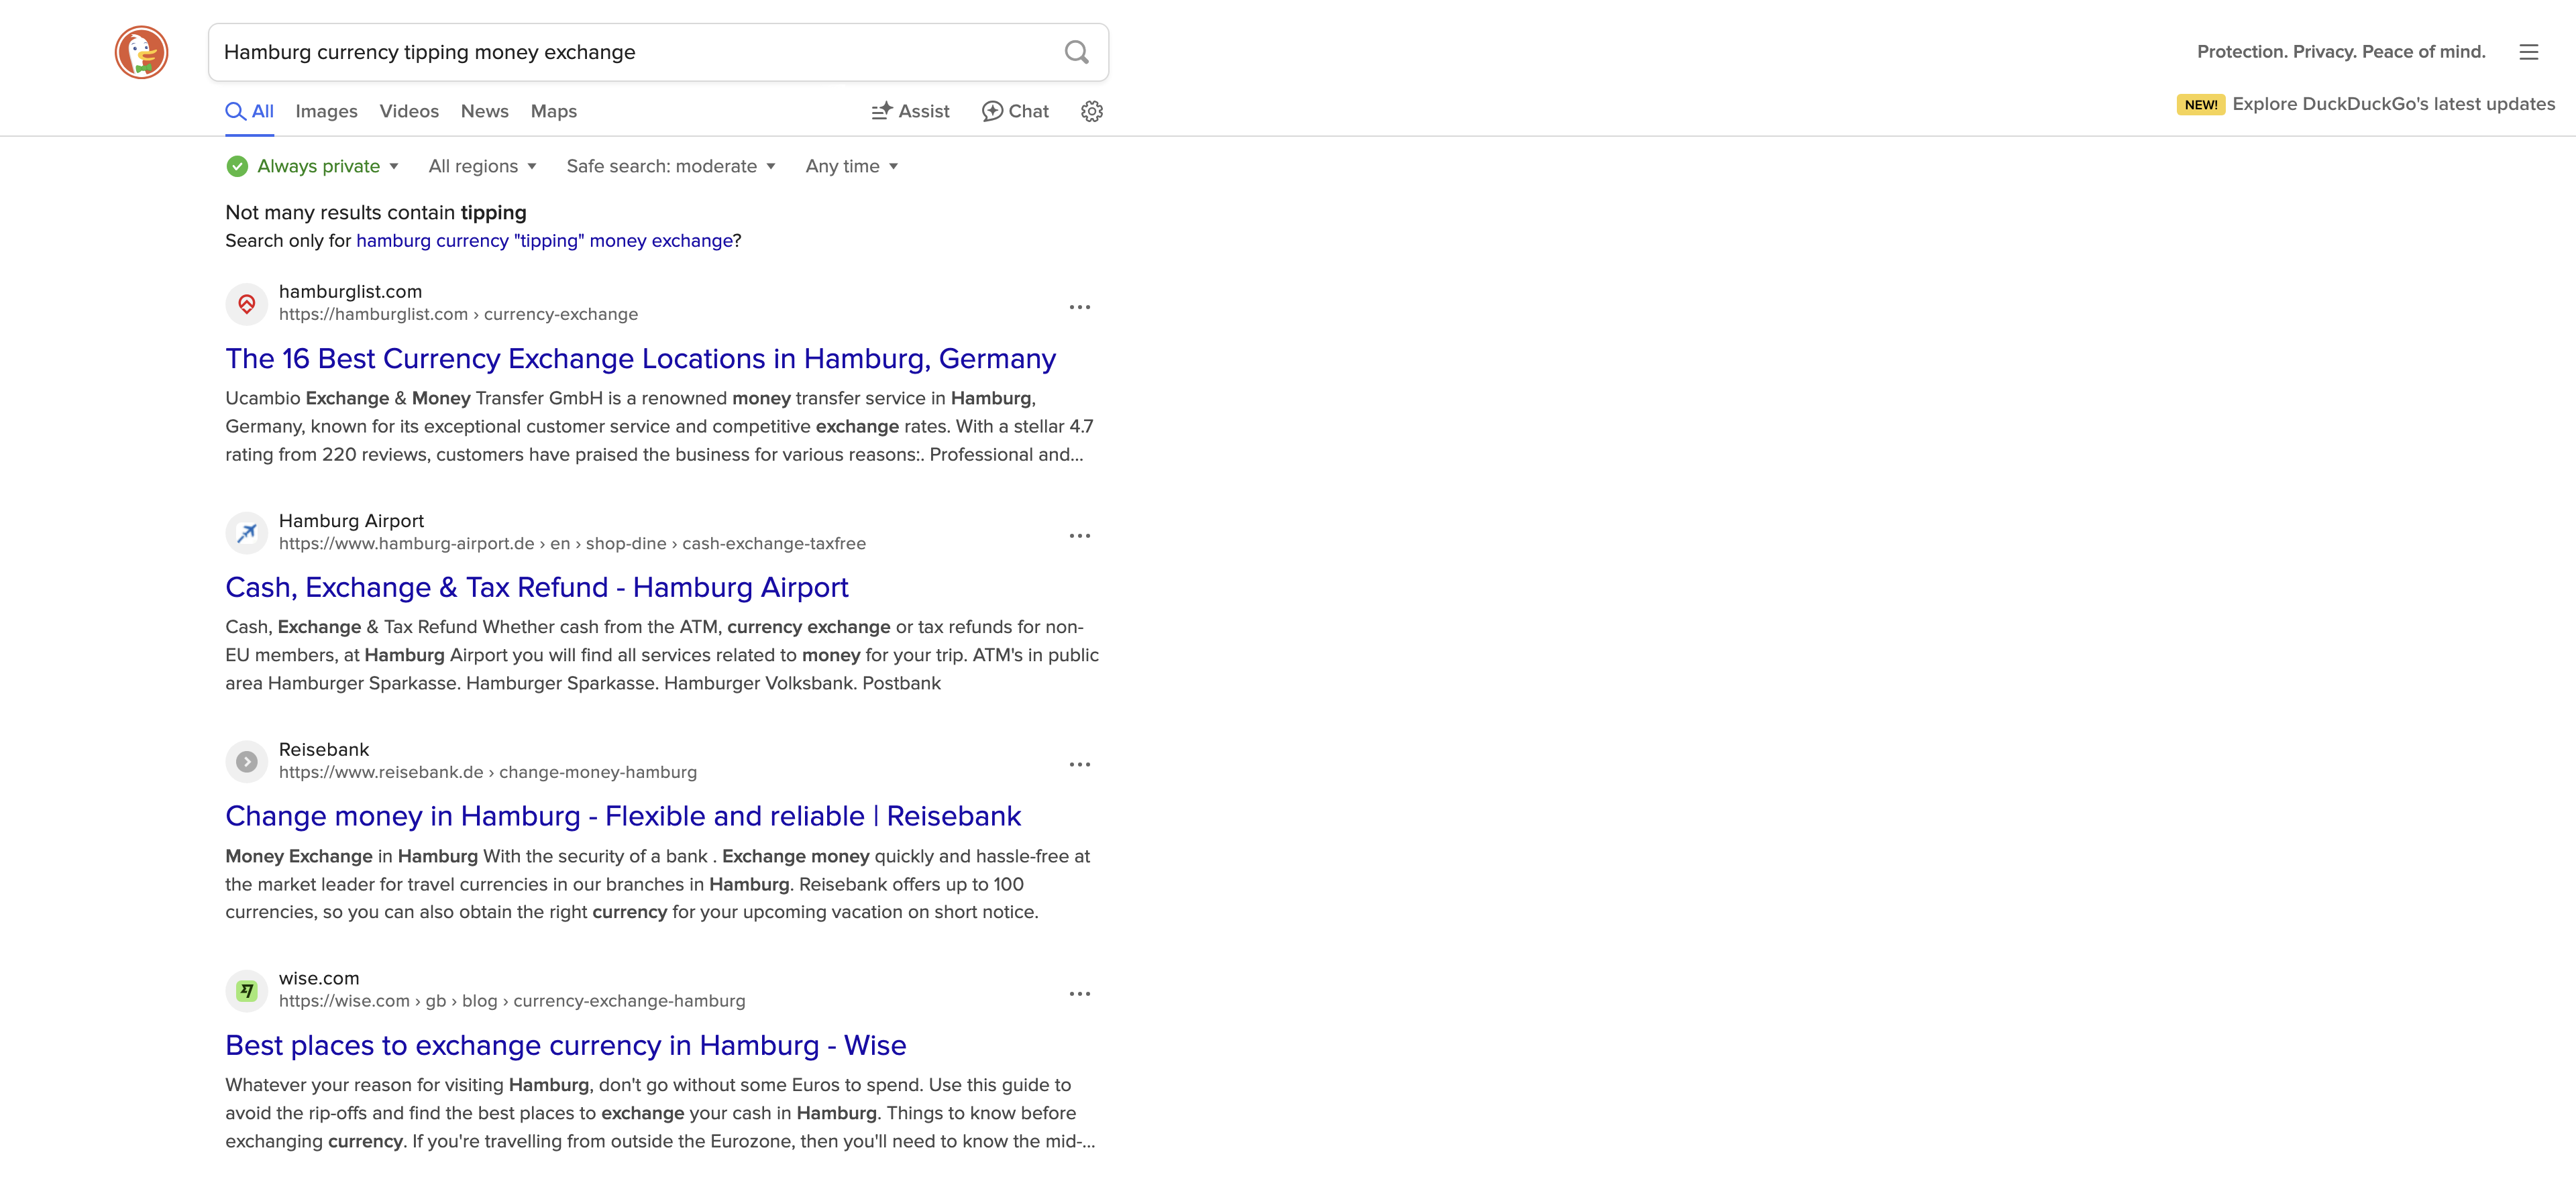 Hamburg currency tipping money exchange
Protection. Privacy. Peace of mind.
All Images Videos News Maps Assist Chat
NEW! Explore DuckDuckGo's latest updates
Always private All regions Safe search: moderate Any time
Not many results contain tipping
Search only for hamburg currency "tipping" money exchange?
hamburglist.com
https://hamburglist.com › currency-exchange
The 16 Best Currency Exchange Locations in Hamburg, Germany
Ucambio Exchange & Money Transfer GmbH is a renowned money transfer service in Hamburg,
Germany, known for its exceptional customer service and competitive exchange rates. With a stellar 4.7
rating from 220 reviews, customers have praised the business for various reasons:. Professional and...
Hamburg Airport
https://www.hamburg-airport.de › en › shop-dine › cash-exchange-taxfree
Cash, Exchange & Tax Refund - Hamburg Airport
Cash, Exchange & Tax Refund Whether cash from the ATM, currency exchange or tax refunds for non-
EU members, at Hamburg Airport you will find all services related to money for your trip. ATM's in public
area Hamburger Sparkasse. Hamburger Sparkasse. Hamburger Volksbank. Postbank
Reisebank
https://www.reisebank.de › change-money-hamburg
Change money in Hamburg - Flexible and reliable | Reisebank
Money Exchange in Hamburg With the security of a bank . Exchange money quickly and hassle-free at
the market leader for travel currencies in our branches in Hamburg. Reisebank offers up to 100
currencies, so you can also obtain the right currency for your upcoming vacation on short notice.
wise.com
https://wise.com › gb › blog › currency-exchange-hamburg
Best places to exchange currency in Hamburg - Wise
Whatever your reason for visiting Hamburg, don't go without some Euros to spend. Use this guide to
avoid the rip-offs and find the best places to exchange your cash in Hamburg. Things to know before
exchanging currency. If you're travelling from outside the Eurozone, then you'll need to know the mid-...